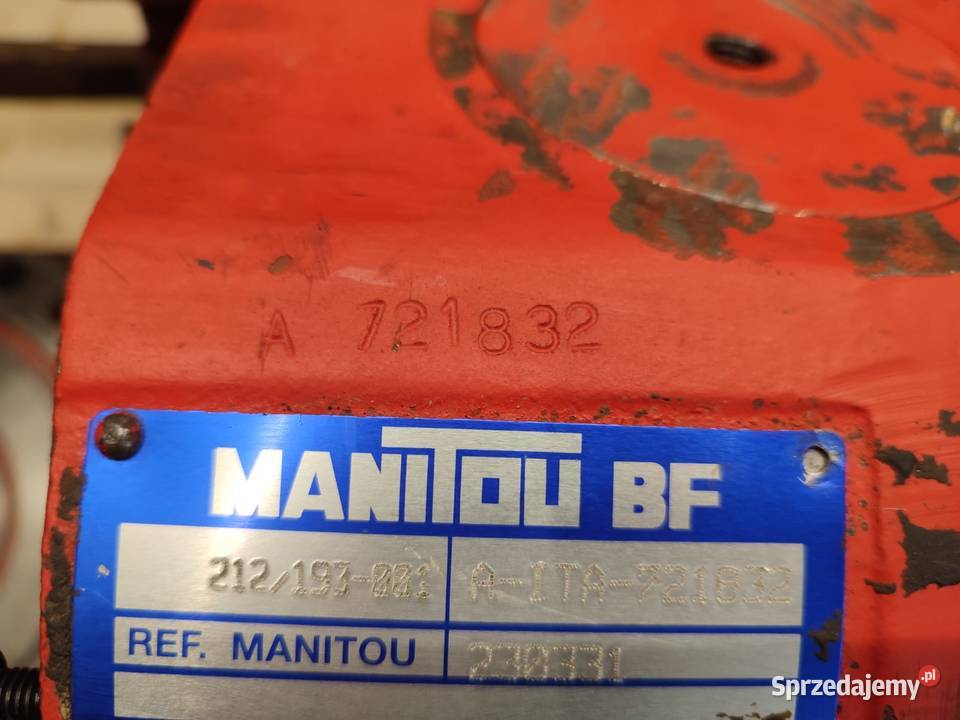 A 721832
MANITOU BF
212/193-001 A-ITA-721832
REF. MANITOU 230331
Sprzedajemy.pl